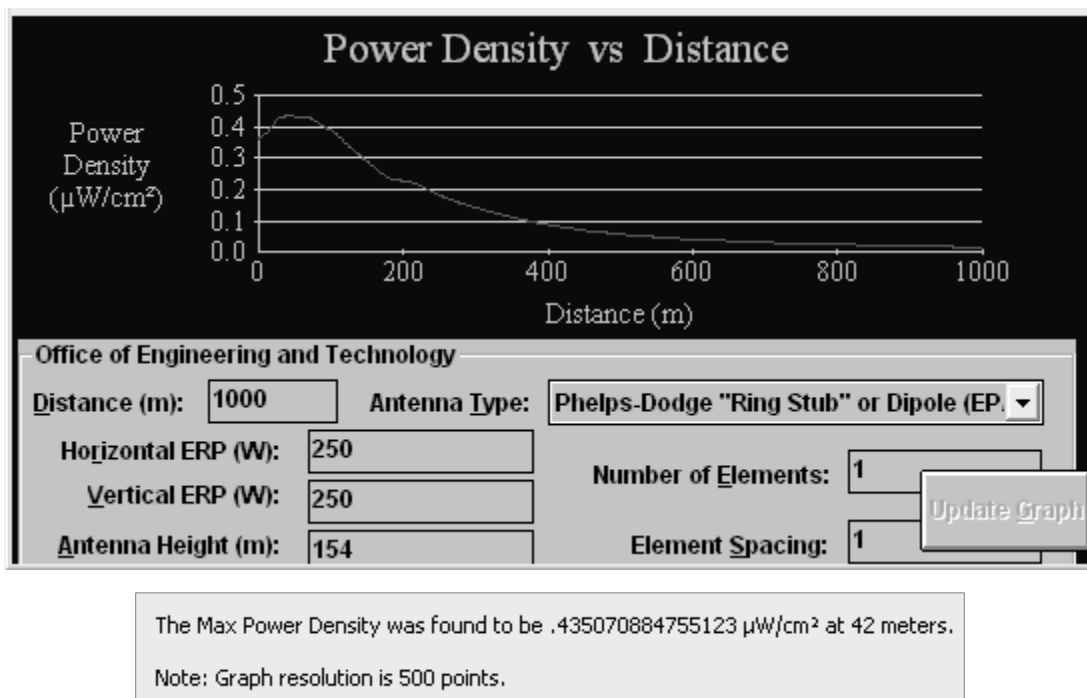 Power Density vs Distance
Power
Density
(µW/cm²)
0.5
0.4
0.3
0.2
0.1
0.0
0 200 400 600 800 1000
Distance (m)
Office of Engineering and Technology
Distance (m): 1000 Antenna Type: Phelps-Dodge "Ring Stub" or Dipole (EP.
Horizontal ERP (W): 250
Number of Elements: 1
Vertical ERP (W): 250
Update Graph
Antenna Height (m): 154 Element Spacing: 1
The Max Power Density was found to be .435070884755123 µW/cm² at 42 meters.
Note: Graph resolution is 500 points.